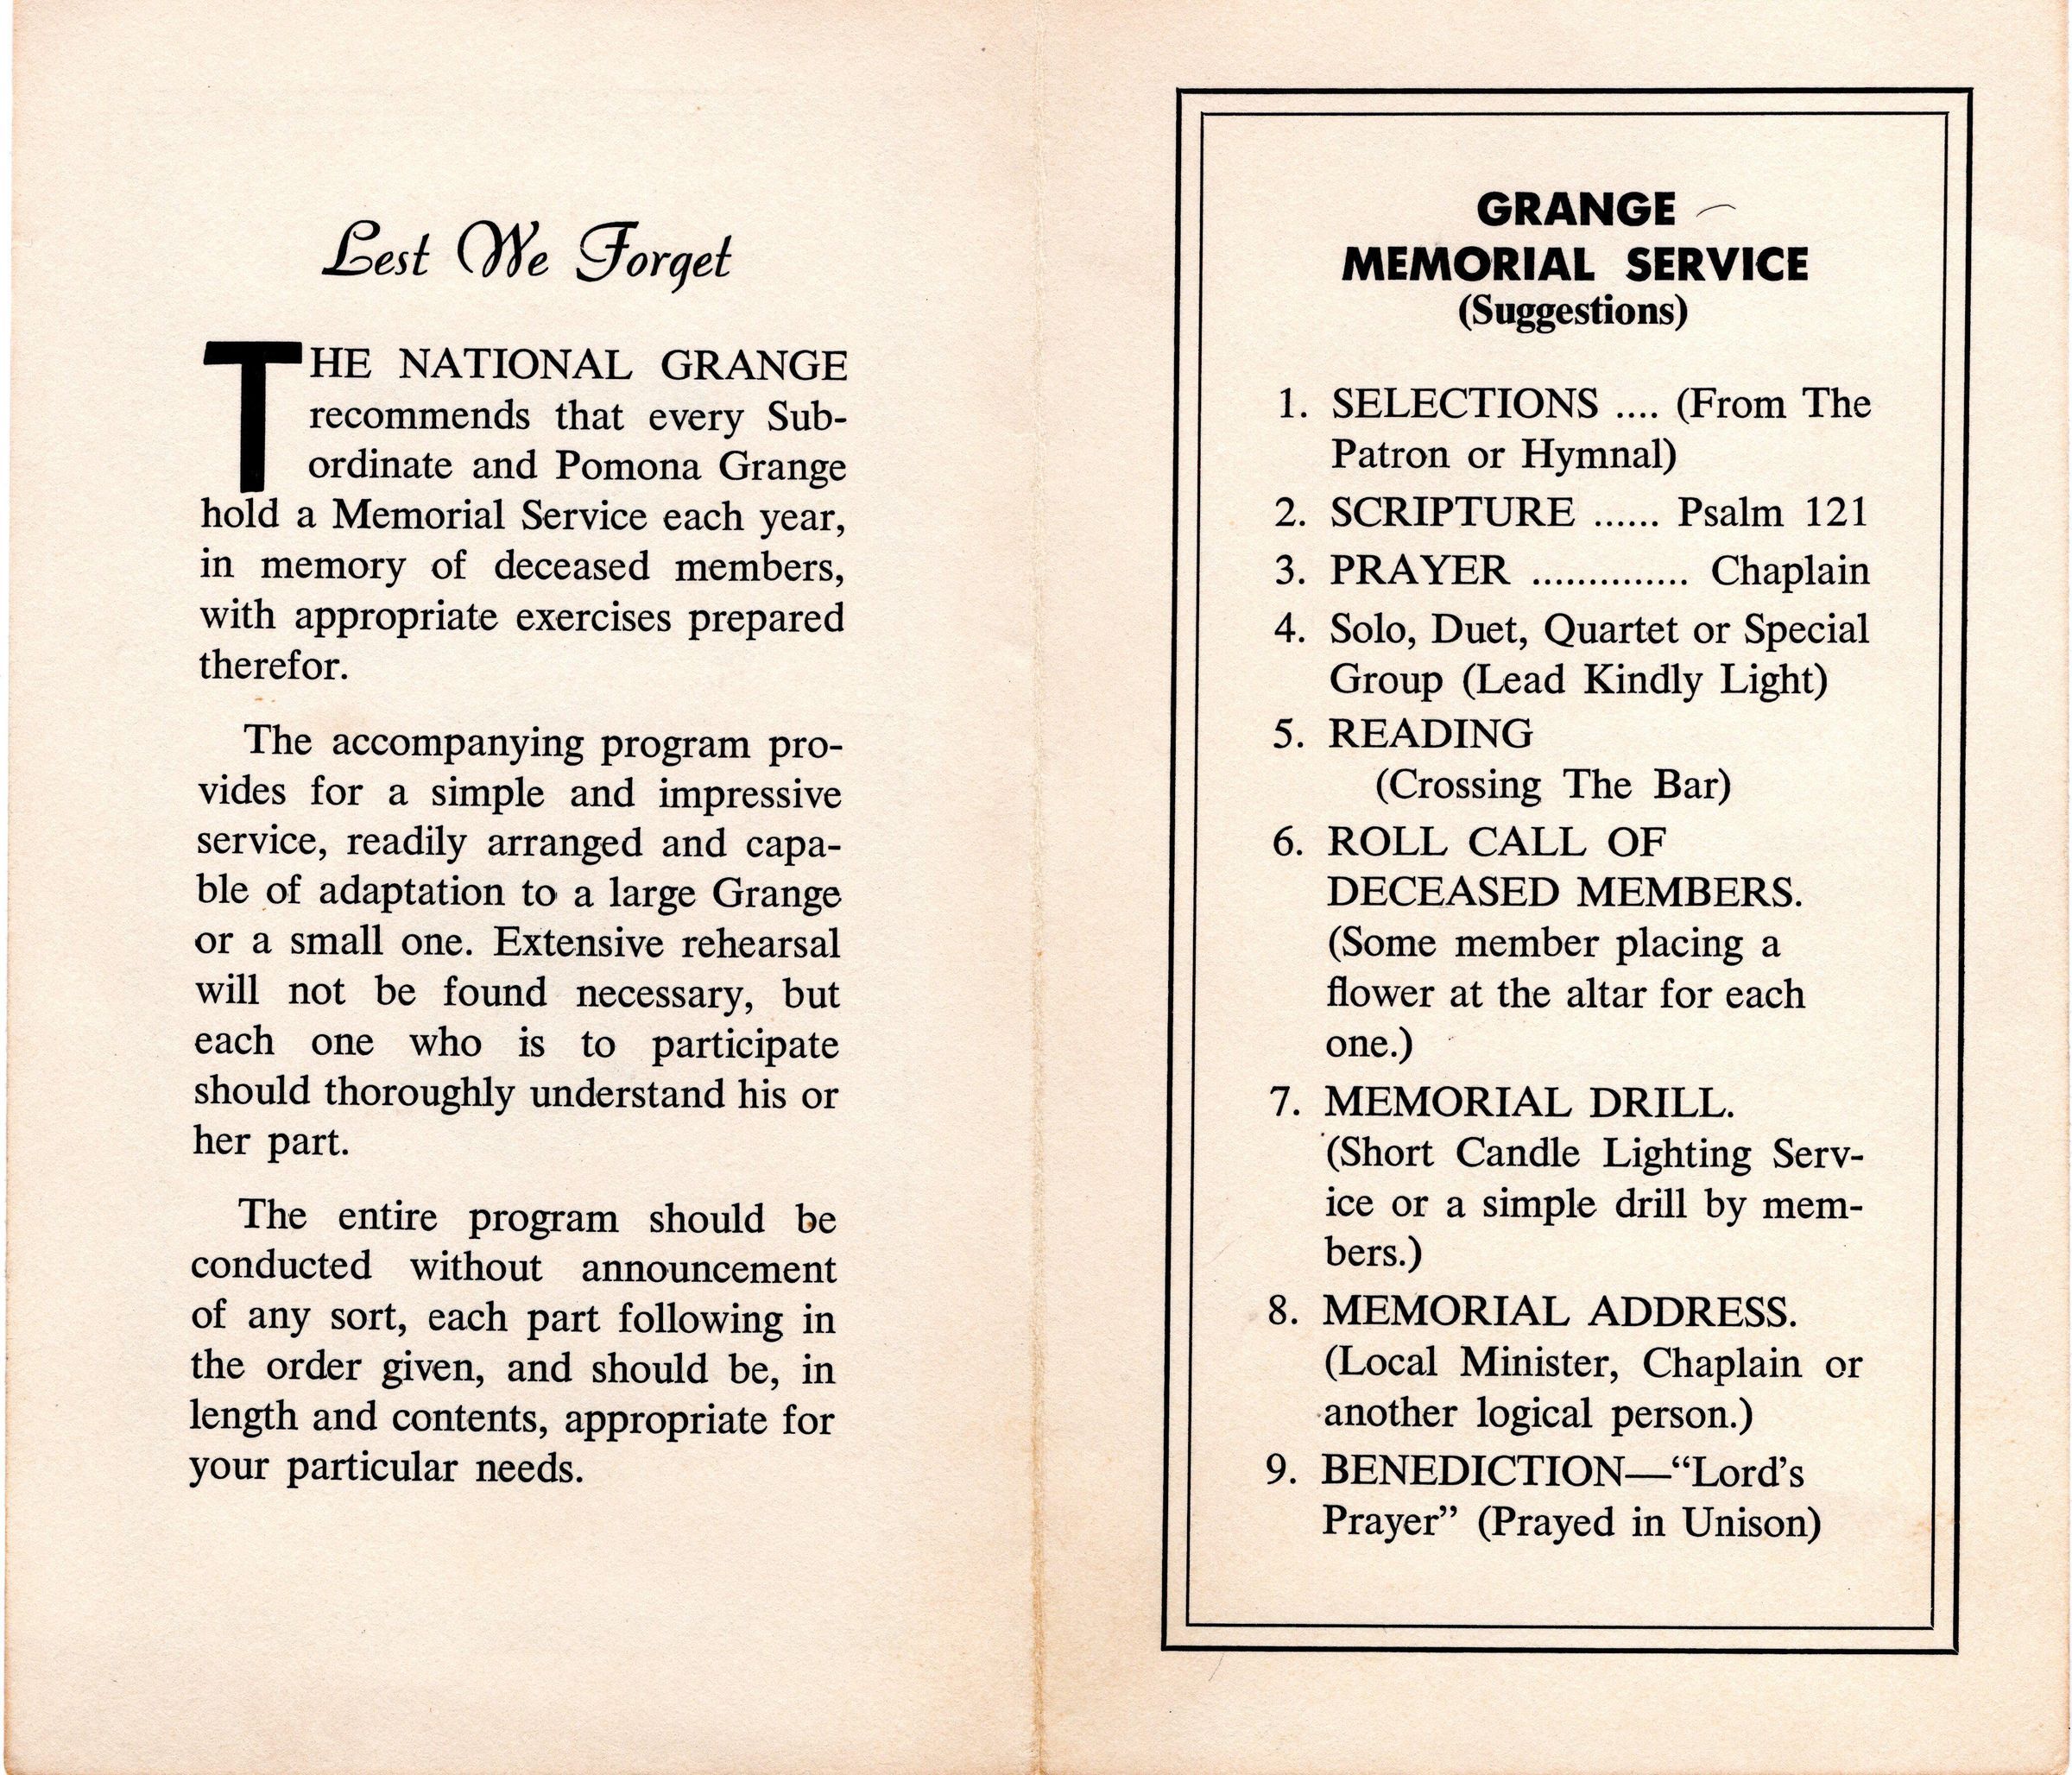 Lest We Forget
THE NATIONAL GRANGE
recommends that every Sub-
ordinate and Pomona Grange
hold a Memorial Service each year,
in memory of deceased members,
with appropriate exercises prepared
therefor.
The accompanying program pro-
vides for a simple and impressive
service, readily arranged and capa-
ble of adaptation to a large Grange
or a small one. Extensive rehearsal
will not be found necessary, but
each one who is to participate
should thoroughly understand his or
her part.
The entire program should be
conducted without announcement
of any sort, each part following in
the order given, and should be, in
length and contents, appropriate for
your particular needs.
GRANGE
MEMORIAL SERVICE
(Suggestions)
1. SELECTIONS .... (From The
Patron or Hymnal)
2. SCRIPTURE ...... Psalm 121
3. PRAYER .............. Chaplain
4. Solo, Duet, Quartet or Special
Group (Lead Kindly Light)
5. READING
(Crossing The Bar)
6. ROLL CALL OF
DECEASED MEMBERS.
(Some member placing a
flower at the altar for each
one.)
7. MEMORIAL DRILL.
(Short Candle Lighting Serv-
ice or a simple drill by mem-
bers.)
8. MEMORIAL ADDRESS.
(Local Minister, Chaplain or
another logical person.)
9. BENEDICTION—“Lord’s
Prayer” (Prayed in Unison)